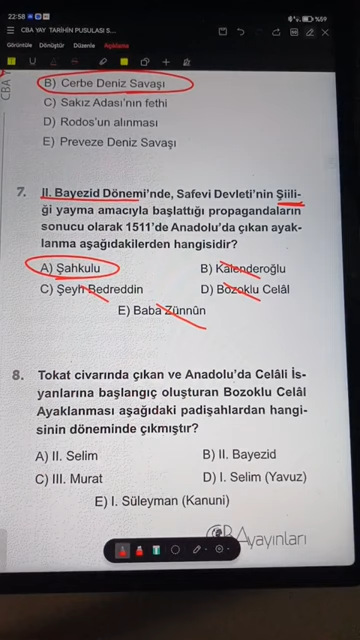 22:58
%59
CBA YAY TARİHİN PUSULASI S...
Görüntüle Dönüştür Düzenle Açıklama
CBA Y
B) Cerbe Deniz Savaşı
C) Sakız Adası'nın fethi
D) Rodos'un alınması
E) Preveze Deniz Savaşı
7. II. Bayezid Dönemi'nde, Safevi Devleti'nin Şiili-
ği yayma amacıyla başlattığı propagandaların
sonucu olarak 1511'de Anadolu'da çıkan ayak-
lanma aşağıdakilerden hangisidir?
A) Şahkulu B) Kalenderoğlu
C) Şeyh Bedreddin D) Bozoklu Celâl
E) Baba Zünnûn
8. Tokat civarında çıkan ve Anadolu'da Celâli İs-
yanlarına başlangıç oluşturan Bozoklu Celâl
Ayaklanması aşağıdaki padişahlardan hangi-
sinin döneminde çıkmıştır?
A) II. Selim B) II. Bayezid
C) III. Murat D) I. Selim (Yavuz)
E) I. Süleyman (Kanuni)
CBA yayınları